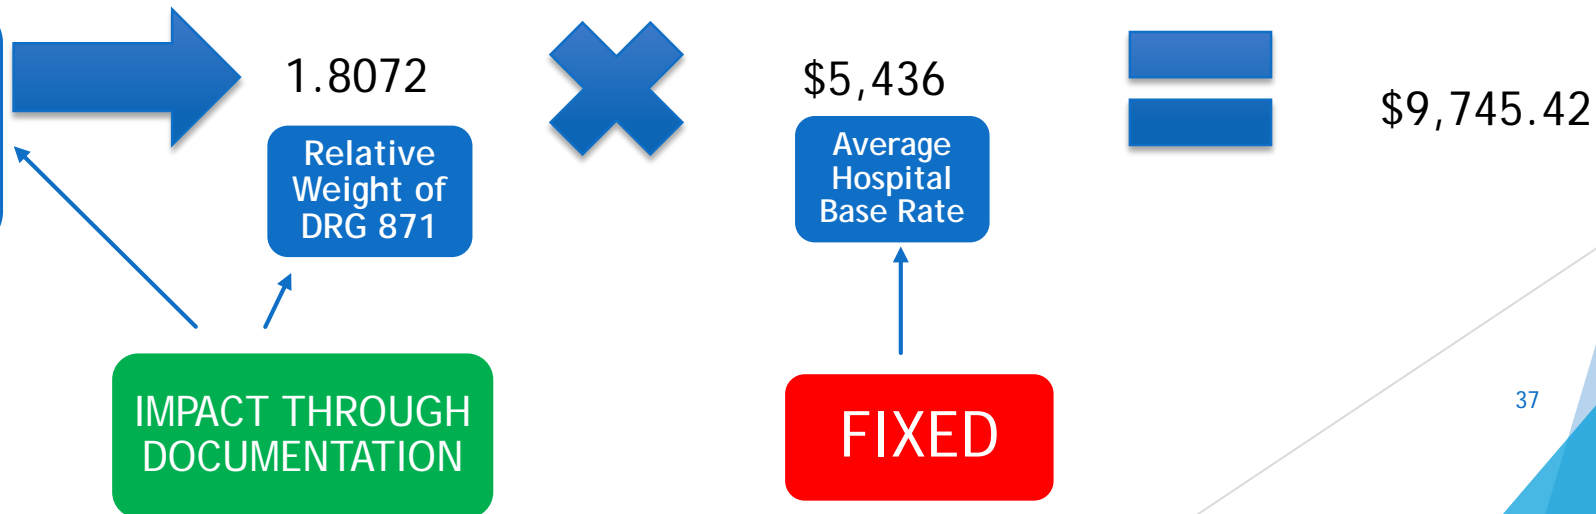 1.8072
$5,436
$9,745.42
Relative
Weight of
DRG 871
Average
Hospital
Base Rate
IMPACT THROUGH
DOCUMENTATION
FIXED
37